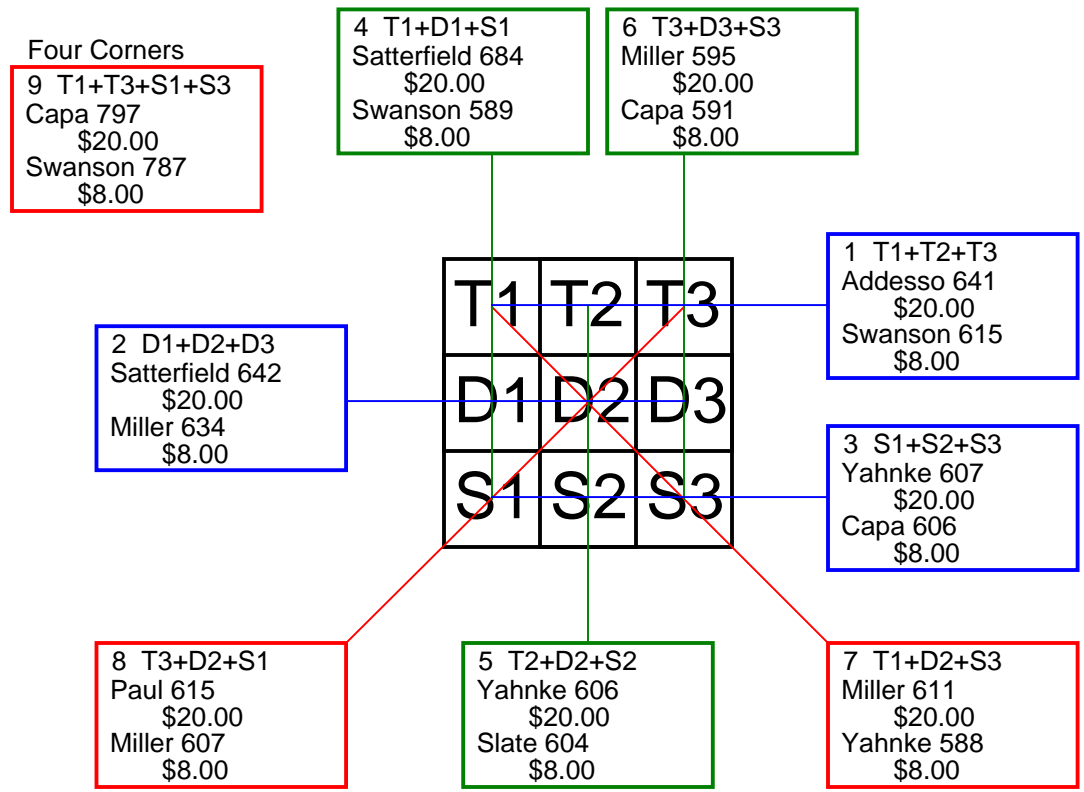 4 T1+D1+S1
Satterfield 684
$20.00
Swanson 589
$8.00
6 T3+D3+S3
Miller 595
$20.00
Capa 591
$8.00
Four Corners
9 T1+T3+S1+S3
Capa 797
$20.00
Swanson 787
$8.00
1 T1+T2+T3
Addesso 641
$20.00
Swanson 615
$8.00
T1 T2 T3
2 D1+D2+D3
Satterfield 642
$20.00
Miller 634
$8.00
D1 D2 D3
3 S1+S2+S3
Yahnke 607
$20.00
Capa 606
$8.00
S1 S2 S3
8 T3+D2+S1
Paul 615
$20.00
Miller 607
$8.00
5 T2+D2+S2
Yahnke 606
$20.00
Slate 604
$8.00
7 T1+D2+S3
Miller 611
$20.00
Yahnke 588
$8.00